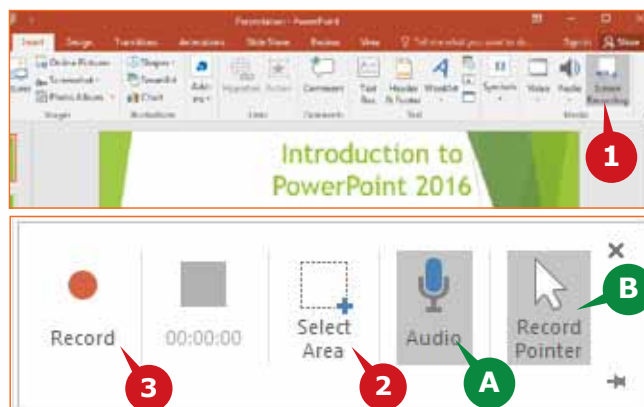 Presentation - PowerPoint
Insert Design Transitions Animations Slide Show Review View Tell me what you want to do... Sign in Share
Online Pictures Shapes
Screenshot SmartArt Add-
Photo Album Chart Hyperlink Action Comment Text Header WordArt Symbols Video Audio Screen
Box & Footer Recording
Images Illustrations Links Comments Text Media
1
Introduction to
PowerPoint 2016
Record
00:00:00
Select
Area
Audio
Record
Pointer
3
2
A
B